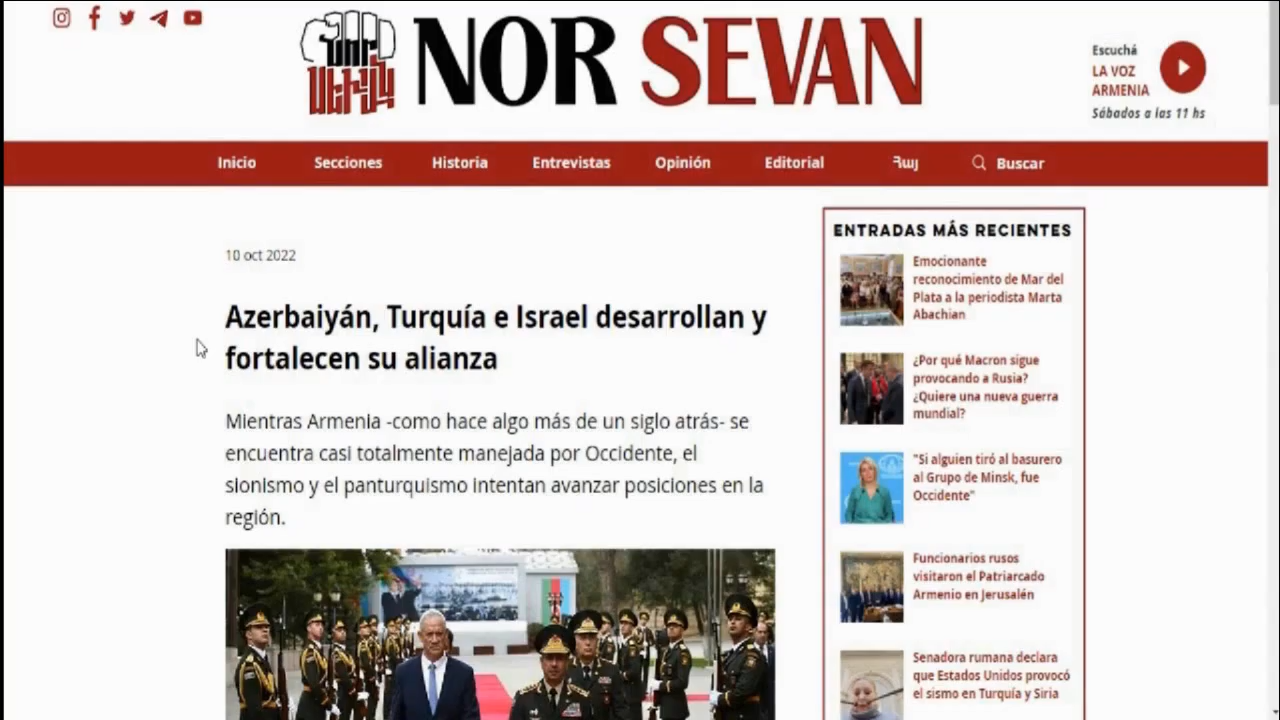 Նոր
Սևան
NOR SEVAN
Escuchá
LA VOZ
ARMENIA
Sábados a las 11 hs
Inicio
Secciones
Historia
Entrevistas
Opinión
Editorial
Հայ
Buscar
10 oct 2022
Azerbaiyán, Turquía e Israel desarrollan y
fortalecen su alianza
Mientras Armenia -como hace algo más de un siglo atrás- se
encuentra casi totalmente manejada por Occidente, el
sionismo y el panturquismo intentan avanzar posiciones en la
región.
ENTRADAS MÁS RECIENTES
Emocionante
reconocimiento de Mar del
Plata a la periodista Marta
Abachian
¿Por qué Macron sigue
provocando a Rusia?
¿Quiere una nueva guerra
mundial?
"Si alguien tiró al basurero
al Grupo de Minsk, fue
Occidente"
Funcionarios rusos
visitaron el Patriarcado
Armenio en Jerusalén
Senadora rumana declara
que Estados Unidos provocó
el sismo en Turquía y Siria